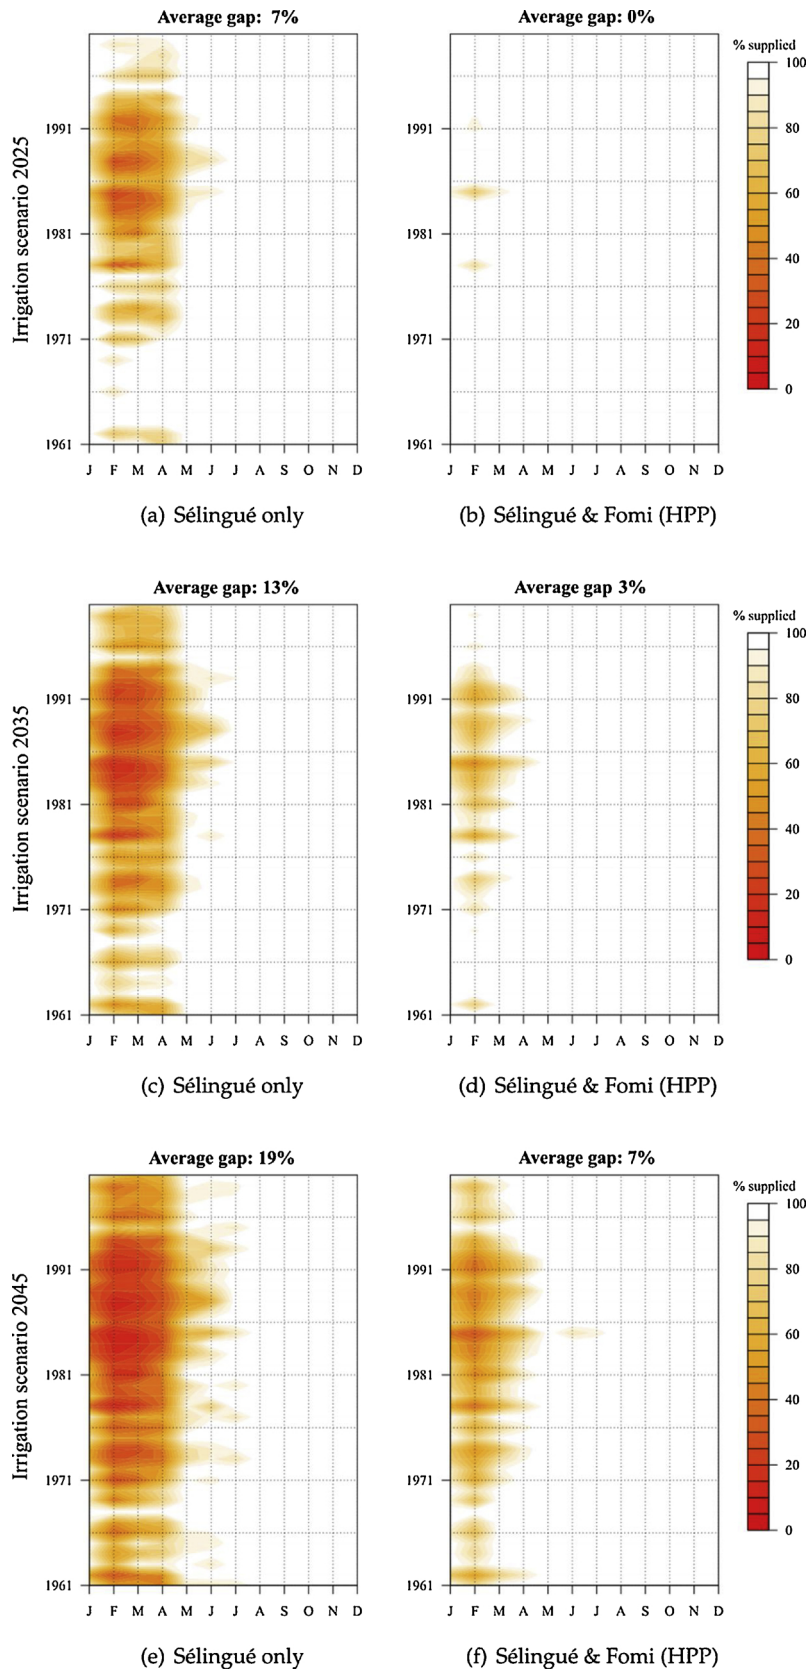 Average gap: 7%
Average gap: 0%
% supplied
100
80
60
40
20
0
Irrigation scenario 2025
1991
1981
1971
1961
J F M A M J J A S O N D
1991
1981
1971
1961
J F M A M J J A S O N D
(a) Sélingué only
(b) Sélingué & Fomi (HPP)
Average gap: 13%
Average gap 3%
% supplied
100
80
60
40
20
0
Irrigation scenario 2035
1991
1981
1971
1961
J F M A M J J A S O N D
1991
1981
1971
1961
J F M A M J J A S O N D
(c) Sélingué only
(d) Sélingué & Fomi (HPP)
Average gap: 19%
Average gap: 7%
% supplied
100
80
60
40
20
0
Irrigation scenario 2045
1991
1981
1971
1961
J F M A M J J A S O N D
1991
1981
1971
1961
J F M A M J J A S O N D
(e) Sélingué only
(f) Sélingué & Fomi (HPP)